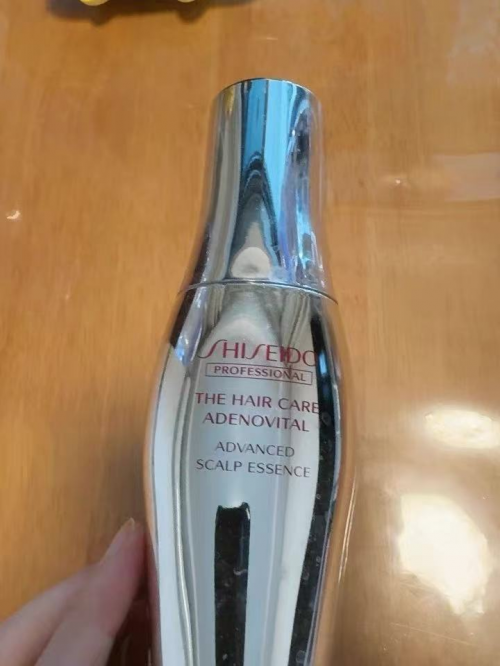 SHISEIDO
PROFESSIONAL
THE HAIR CARE
ADENOVITAL
ADVANCED
SCALP ESSENCE